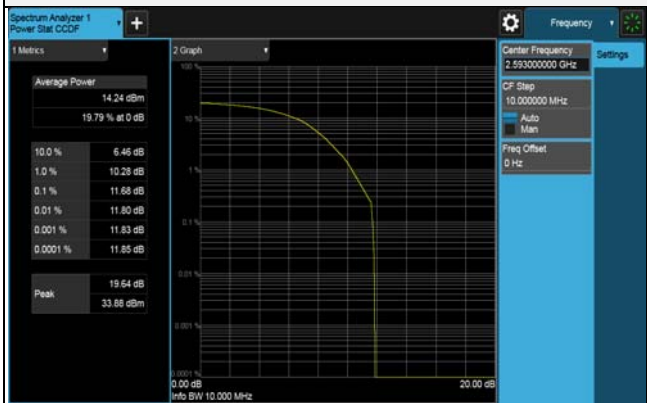 Spectrum Analyzer 1
Power Stat CCDF
+
Frequency
1 Metrics
2 Graph
Average Power
14.24 dBm
19.79 % at 0 dB
10.0 % 6.46 dB
1.0 % 10.28 dB
0.1 % 11.68 dB
0.01 % 11.80 dB
0.001 % 11.83 dB
0.0001 % 11.85 dB
Peak
19.64 dB
33.88 dBm
100 %
10 %
1 %
0.1 %
0.01 %
0.001 %
0.0001 %
0.00 dB 20.00 dB
Info BW 10.000 MHz
Center Frequency
2.593000000 GHz
CF Step
10.000000 MHz
Auto
Man
Freq Offset
0 Hz
Settings